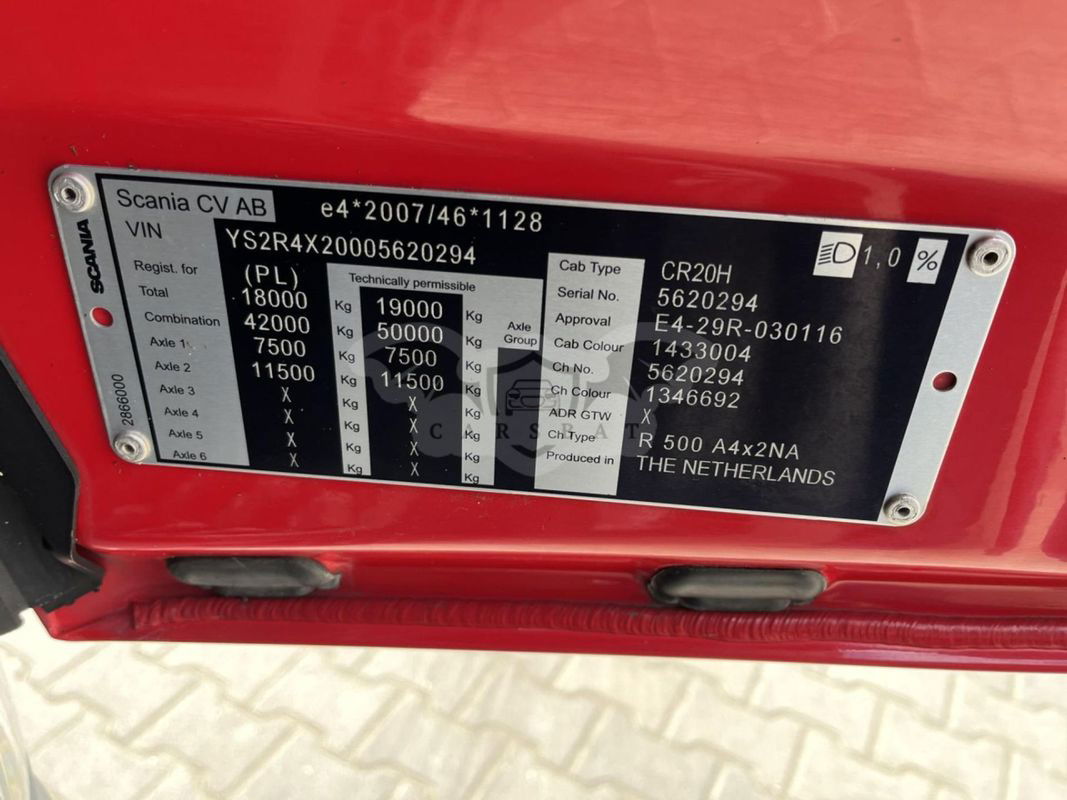 SCANIA
2866000
Scania CV AB e4*2007/46*1128
VIN YS2R4X20005620294
Regist. for (PL) Technically permissible
Total 18000 Kg 19000 Kg
Combination 42000 Kg 50000 Kg Axle Group
Axle 1 7500 Kg 7500 Kg
Axle 2 11500 Kg 11500 Kg
Axle 3 X Kg X Kg
Axle 4 X Kg X Kg
Axle 5 X Kg X Kg
Axle 6 X Kg X Kg
1,0 %
Cab Type CR20H
Serial No. 5620294
Approval E4-29R-030116
Cab Colour 1433004
Ch No. 5620294
Ch Colour 1346692
ADR GTW X
Ch Type R 500 A4x2NA
Produced in THE NETHERLANDS
CARSBAT